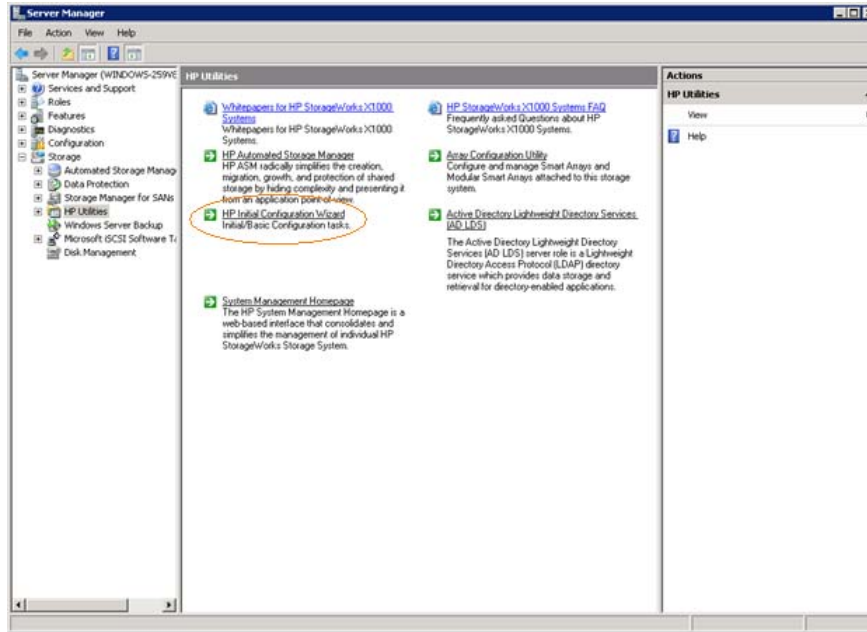 Server Manager
File Action View Help
Server Manager (WINDOWS-259VE
Services and Support
Roles
Features
Diagnostics
Configuration
Storage
Automated Storage Manag
Data Protection
Storage Manager for SANs
HP Utilities
Windows Server Backup
Microsoft iSCSI Software T
Disk Management
HP Utilities
Whitepapers for HP StorageWorks X1000
Systems
Whitepapers for HP StorageWorks X1000
Systems.
HP Automated Storage Manager
HP ASM radically simplifies the creation,
migration, growth, and protection of shared
storage by hiding complexity and presenting it
from an application point-of-view.
HP Initial Configuration Wizard
Initial/Basic Configuration tasks.
System Management Homepage
The HP System Management Homepage is a
web-based interface that consolidates and
simplifies the management of individual HP
StorageWorks Storage System.
HP StorageWorks X1000 Systems FAQ
Frequently asked Questions about HP
StorageWorks X1000 Systems.
Array Configuration Utility
Configure and manage Smart Arrays and
Modular Smart Arrays attached to this storage
system.
Active Directory Lightweight Directory Services
(AD LDS)
The Active Directory Lightweight Directory
Services (AD LDS) server role is a Lightweight
Directory Access Protocol (LDAP) directory
service which provides data storage and
retrieval for directory-enabled applications.
Actions
HP Utilities
View
Help